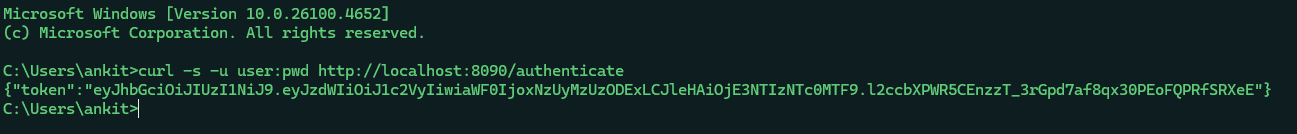 Microsoft Windows [Version 10.0.26100.4652]
(c) Microsoft Corporation. All rights reserved.
C:\Users\ankit>curl -s -u user:pwd http://localhost:8090/authenticate
{"token":"eyJhbGciOiJIUzI1NiJ9.eyJzdWIiOiJ1c2VyIiwiaWF0IjoxNzUyMzUzODExLCJleHAiOjE3NTIzNTc0MTF9.l2ccbXPWR5CEnzzT_3rGpd7af8qx30PEoFQPRfSRXeE"}
C:\Users\ankit>